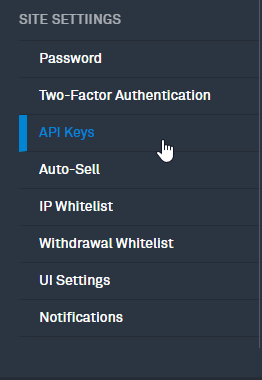 SITE SETTIINGS
Password
Two-Factor Authentication
API Keys
Auto-Sell
IP Whitelist
Withdrawal Whitelist
UI Settings
Notifications